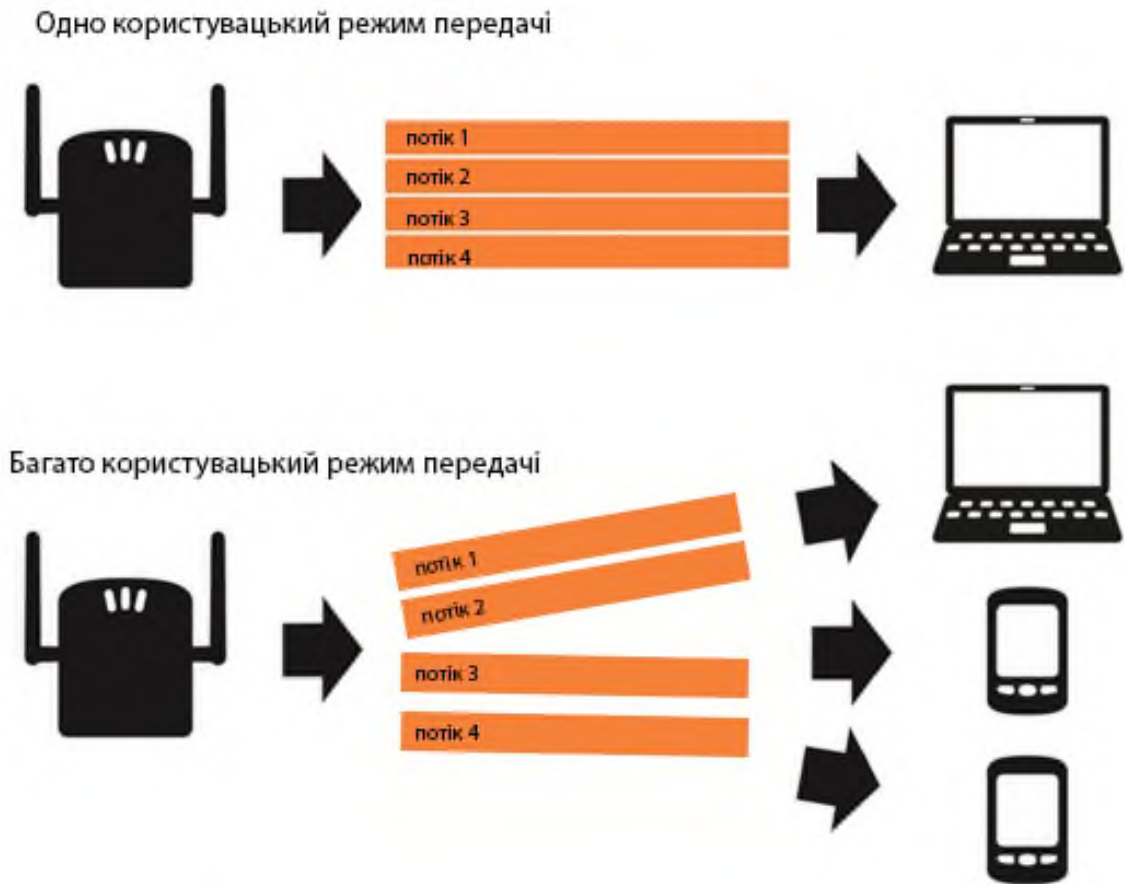 Одно користувацький режим передачі
потік 1
потік 2
потік 3
потік 4
Багато користувацький режим передачі
потік 1
потік 2
потік 3
потік 4